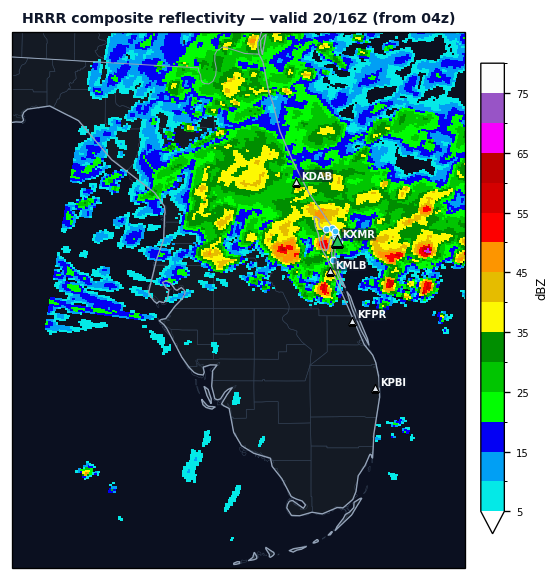 HRRR composite reflectivity — valid 20/16Z (from 04z)
75
65
KDAB
55
KXMR
45
KMLB
dBZ
KFPR
35
25
KPBI
15
5